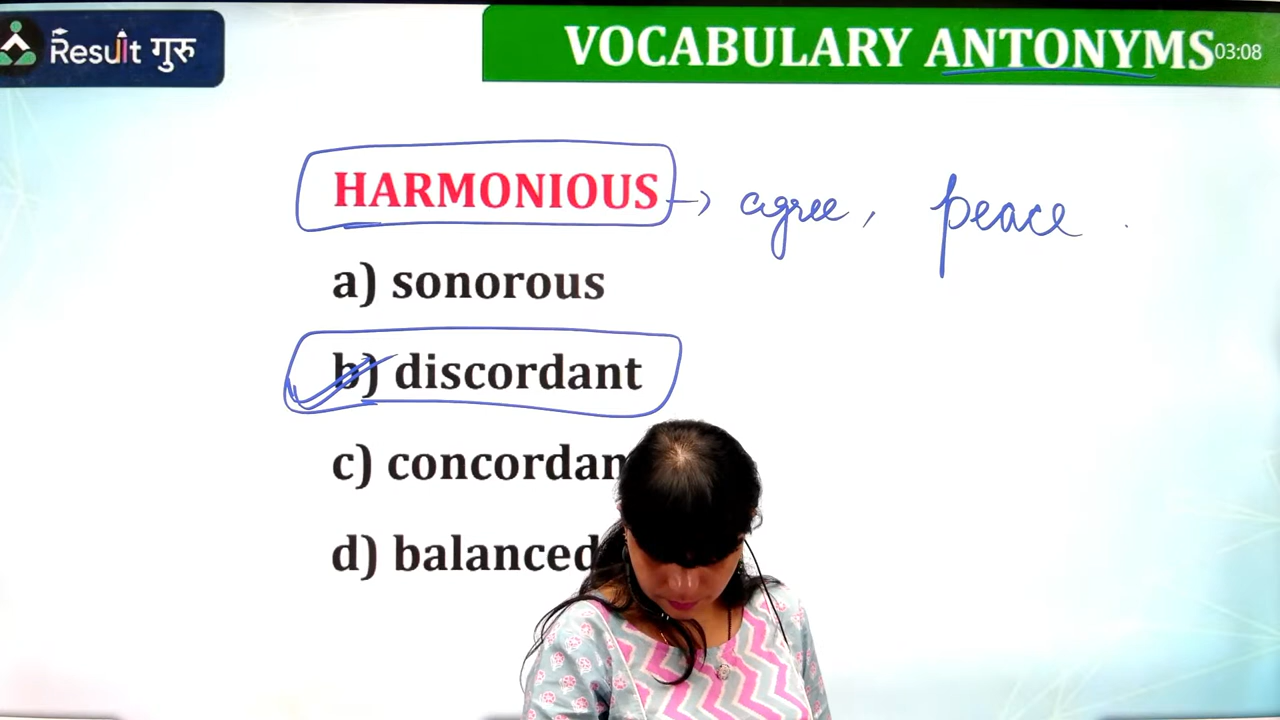 Result गुरु
VOCABULARY ANTONYMS
03:08
HARMONIOUS → agree, peace
a) sonorous
b) discordant
c) concordan
d) balanced